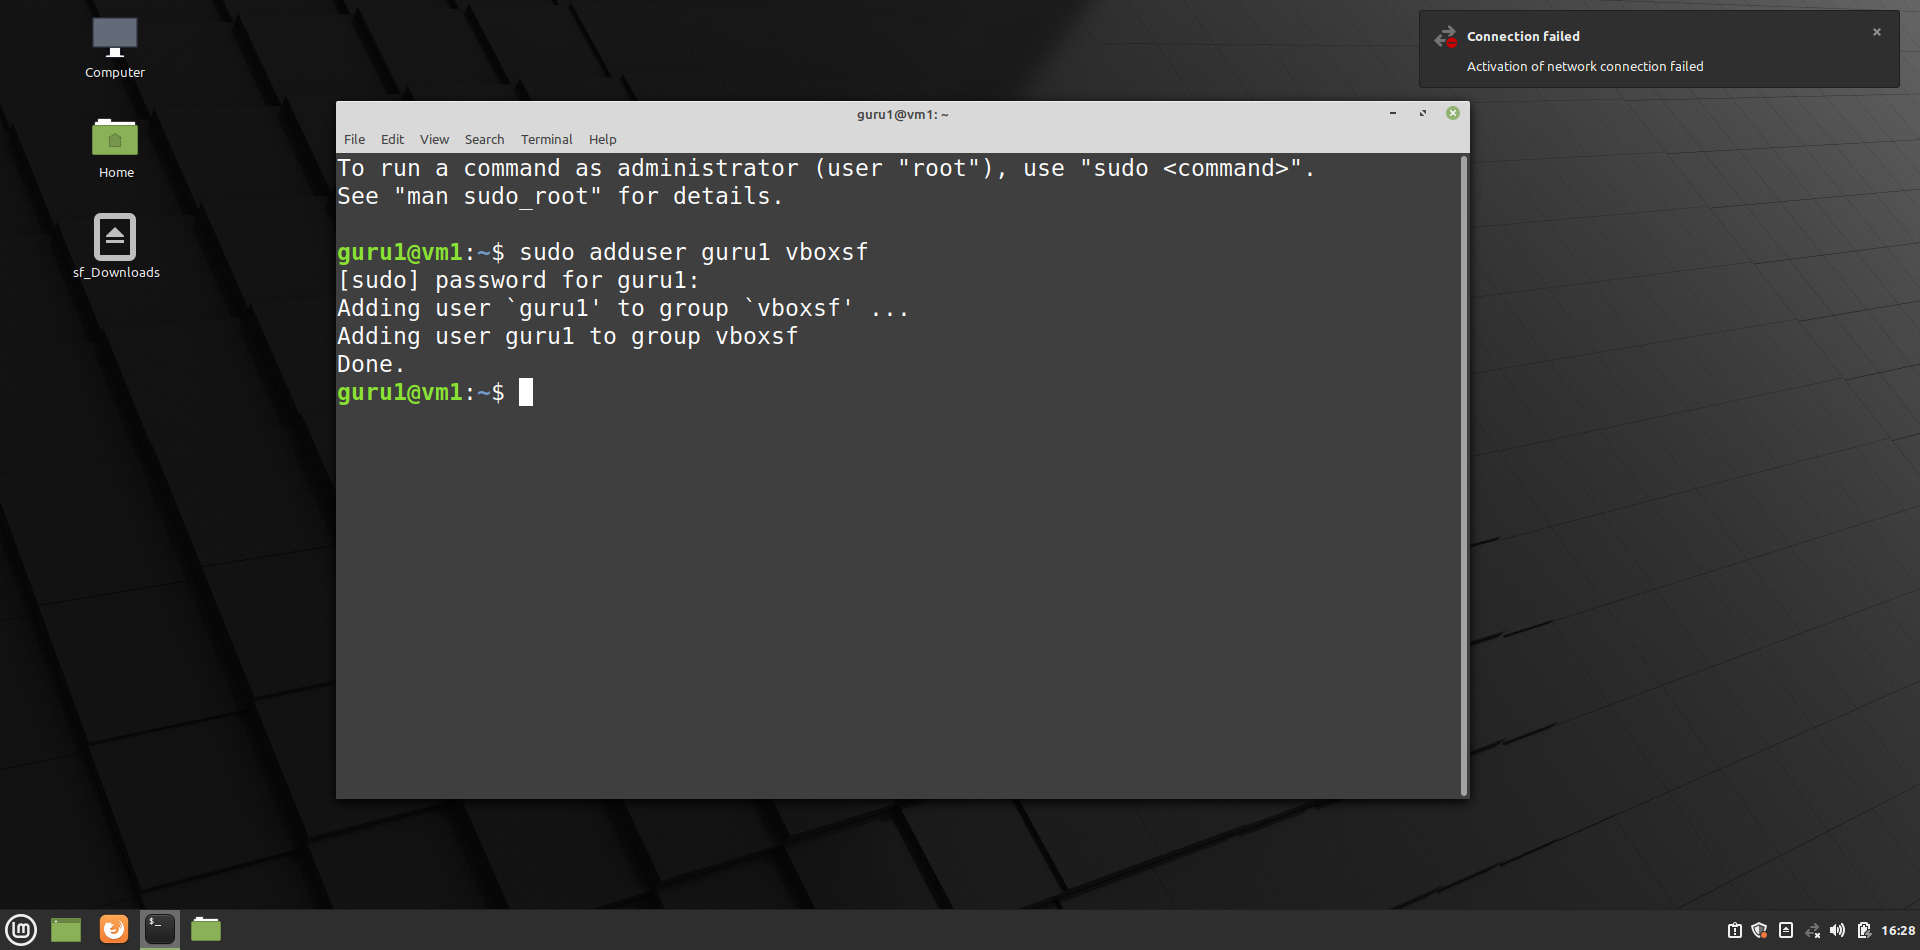 Computer
Home
sf_Downloads
Connection failed
Activation of network connection failed
guru1@vm1: ~
File Edit View Search Terminal Help
To run a command as administrator (user "root"), use "sudo <command>".
See "man sudo_root" for details.
guru1@vm1:~$ sudo adduser guru1 vboxsf
[sudo] password for guru1:
Adding user `guru1' to group `vboxsf' ...
Adding user guru1 to group vboxsf
Done.
guru1@vm1:~$
16:28